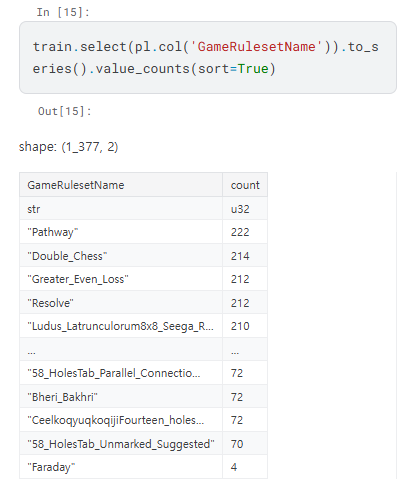 In [15]:
train.select(pl.col('GameRulesetName')).to_s
eries().value_counts(sort=True)
Out[15]:
shape: (1_377, 2)
GameRulesetName count
str u32
"Pathway" 222
"Double_Chess" 214
"Greater_Even_Loss" 212
"Resolve" 212
"Ludus_Latrunculorum8x8_Seega_R... 210
... ...
"58_HolesTab_Parallel_Connectio... 72
"Bheri_Bakhri" 72
"CeelkoqyuqkoqijiFourteen_holes... 72
"58_HolesTab_Unmarked_Suggested" 70
"Faraday" 4